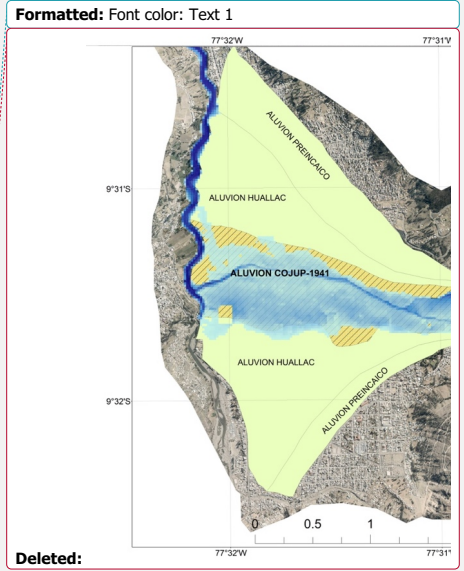 Formatted: Font color: Text 1
77°32'W
77°31'W
ALUVION PREINCAICO
9°31'S
ALUVION HUALLAC
ALUVION COJUP-1941
ALUVION HUALLAC
ALUVION PREINCAICO
9°32'S
0 0.5 1
Deleted:
77°32'W
77°31'